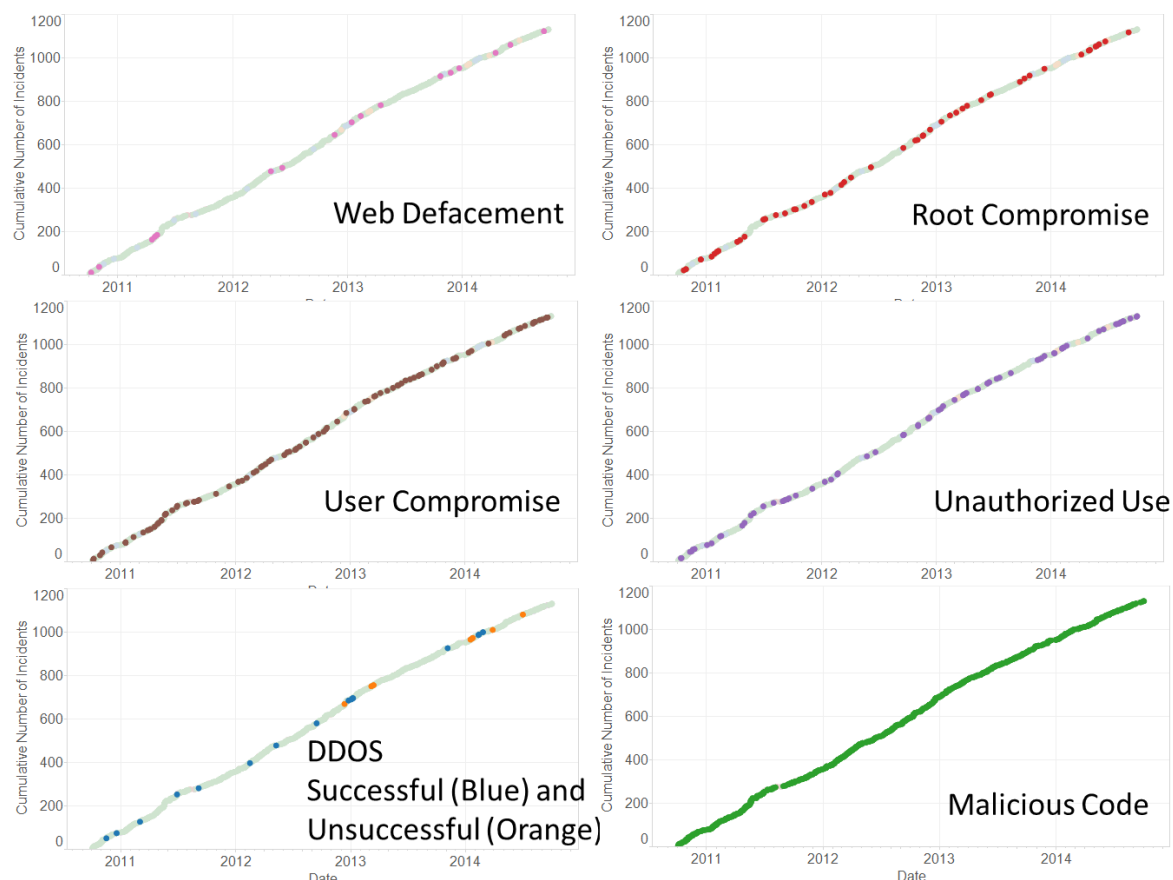 1200
1000
800
600
400
200
0
Cumulative Number of Incidents
Web Defacement
2011 2012 2013 2014
1200
1000
800
600
400
200
0
Cumulative Number of Incidents
Root Compromise
2011 2012 2013 2014
1200
1000
800
600
400
200
0
Cumulative Number of Incidents
User Compromise
2011 2012 2013 2014
1200
1000
800
600
400
200
0
Cumulative Number of Incidents
Unauthorized Use
2011 2012 2013 2014
1200
1000
800
600
400
200
0
Cumulative Number of Incidents
DDOS
Successful (Blue) and
Unsuccessful (Orange)
2011 2012 2013 2014
Date
1200
1000
800
600
400
200
0
Cumulative Number of Incidents
Malicious Code
2011 2012 2013 2014
Date